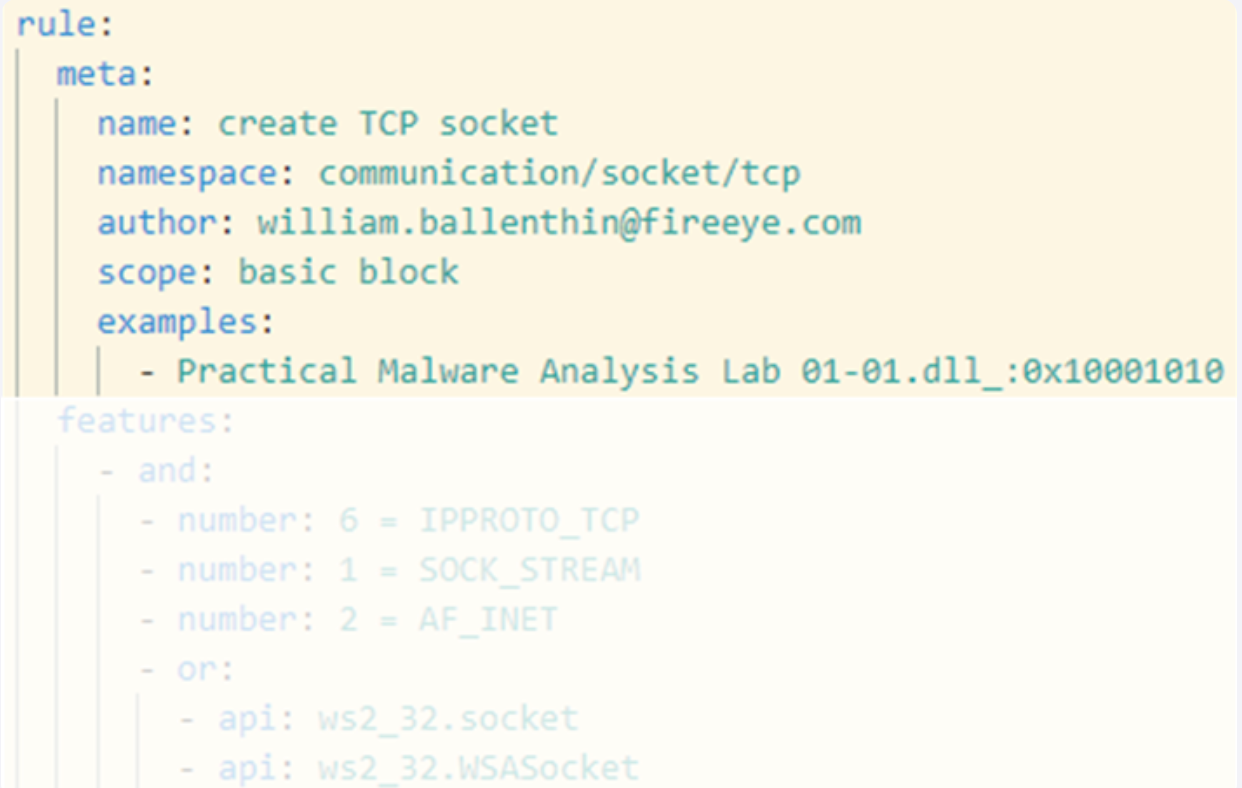 rule:
meta:
name: create TCP socket
namespace: communication/socket/tcp
author: william.ballenthin@fireeye.com
scope: basic block
examples:
- Practical Malware Analysis Lab 01-01.dll_:0x10001010
features:
- and:
- number: 6 = IPPROTO_TCP
- number: 1 = SOCK_STREAM
- number: 2 = AF_INET
- or:
- api: ws2_32.socket
- api: ws2_32.WSASocket